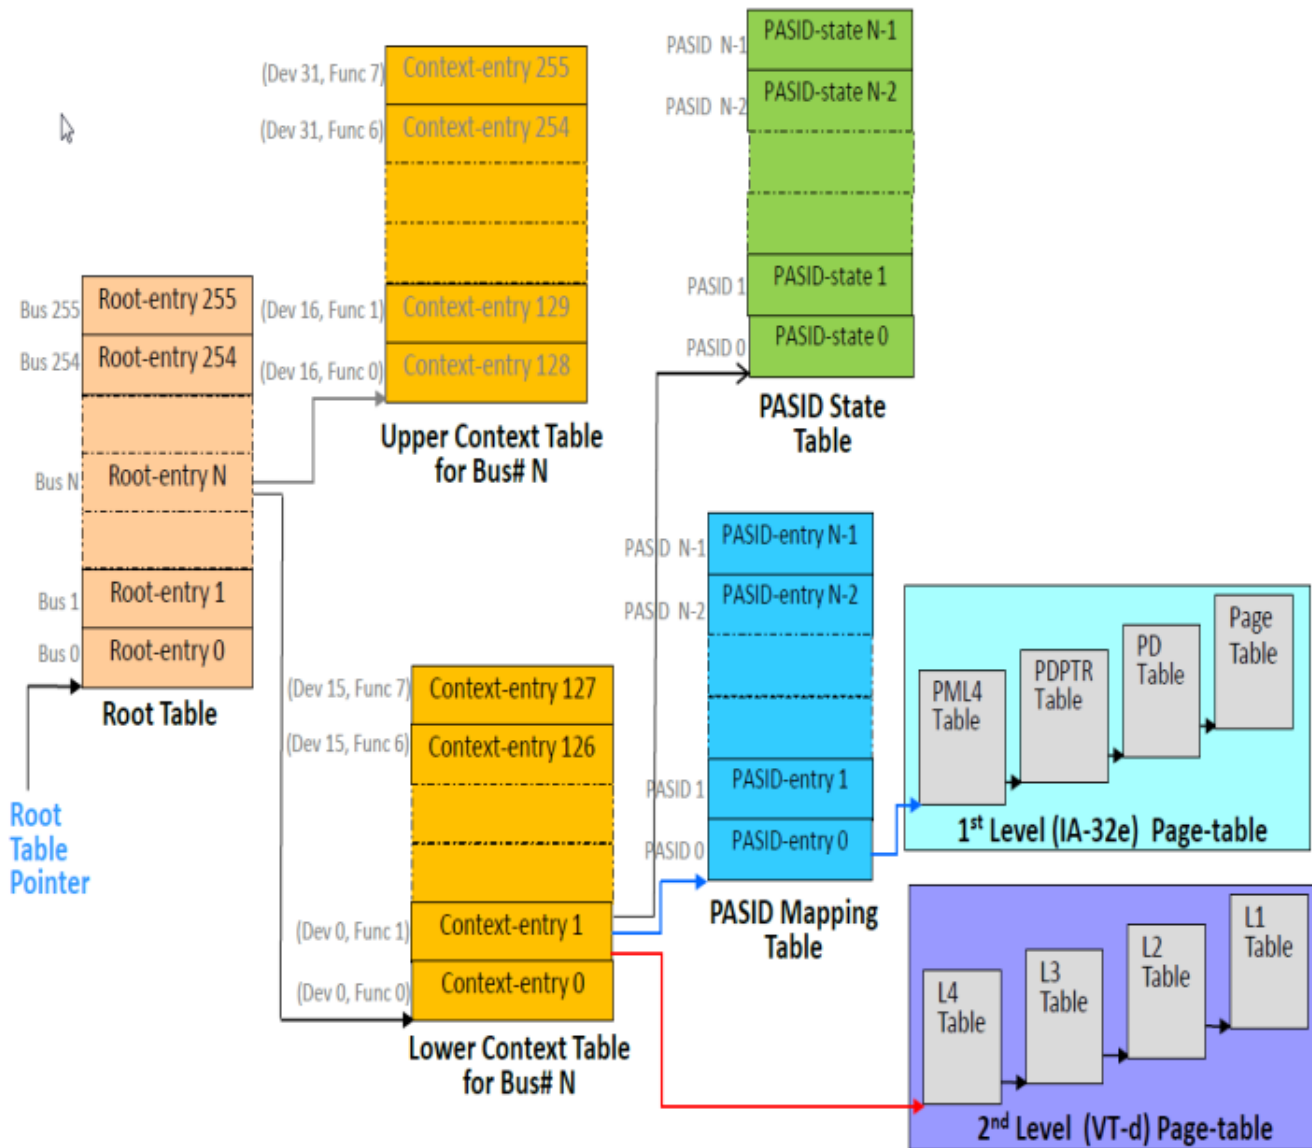 (Dev 31, Func 7)
Context-entry 255
(Dev 31, Func 6)
Context-entry 254
(Dev 16, Func 1)
Context-entry 129
(Dev 16, Func 0)
Context-entry 128
Upper Context Table
for Bus# N
PASID N-1
PASID-state N-1
PASID N-2
PASID-state N-2
PASID 1
PASID-state 1
PASID 0
PASID-state 0
PASID State
Table
Bus 255
Root-entry 255
Bus 254
Root-entry 254
Bus N
Root-entry N
Bus 1
Root-entry 1
Bus 0
Root-entry 0
Root Table
Root
Table
Pointer
(Dev 15, Func 7)
Context-entry 127
(Dev 15, Func 6)
Context-entry 126
(Dev 0, Func 1)
Context-entry 1
(Dev 0, Func 0)
Context-entry 0
Lower Context Table
for Bus# N
PASID N-1
PASID-entry N-1
PASID N-2
PASID-entry N-2
PASID 1
PASID-entry 1
PASID 0
PASID-entry 0
PASID Mapping
Table
PML4
Table
PDPTR
Table
PD
Table
Page
Table
1st Level (IA-32e) Page-table
L4
Table
L3
Table
L2
Table
L1
Table
2nd Level (VT-d) Page-table